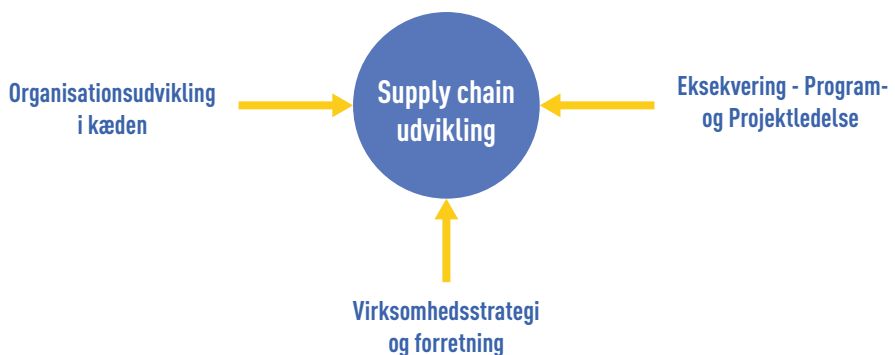 Organisationsudvikling
i kæden
Supply chain
udvikling
Eksekvering - Program-
og Projektledelse
Virksomhedsstrategi
og forretning